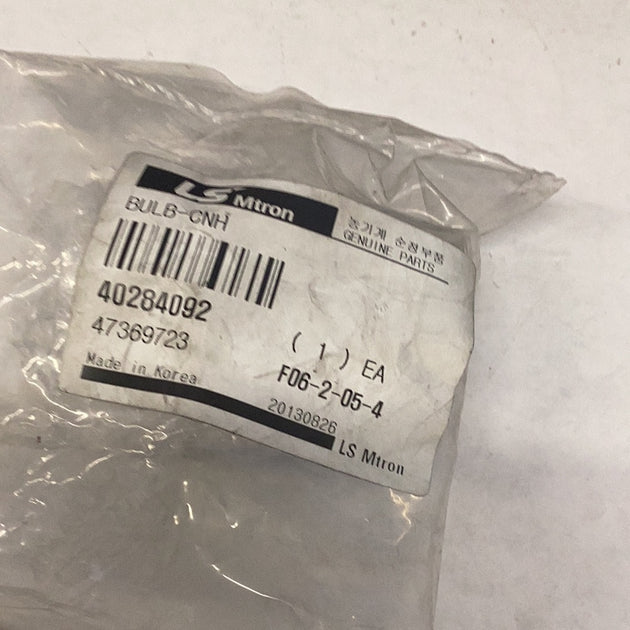 LS Mtron
농기계 순정부품
GENUINE PARTS
BULB-CNH
40284092
47369723
( 1 ) EA
F06-2-05-4
Made in Korea
20130826
LS Mtron